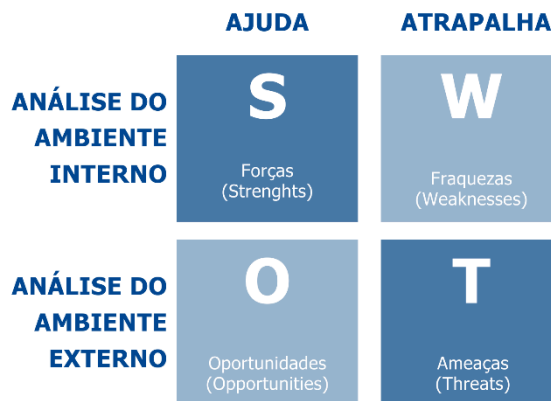 AJUDA
ATRAPALHA
ANÁLISE DO
AMBIENTE
INTERNO
S
Forças
(Strenghts)
W
Fraquezas
(Weaknesses)
ANÁLISE DO
AMBIENTE
EXTERNO
O
Oportunidades
(Opportunities)
T
Ameaças
(Threats)